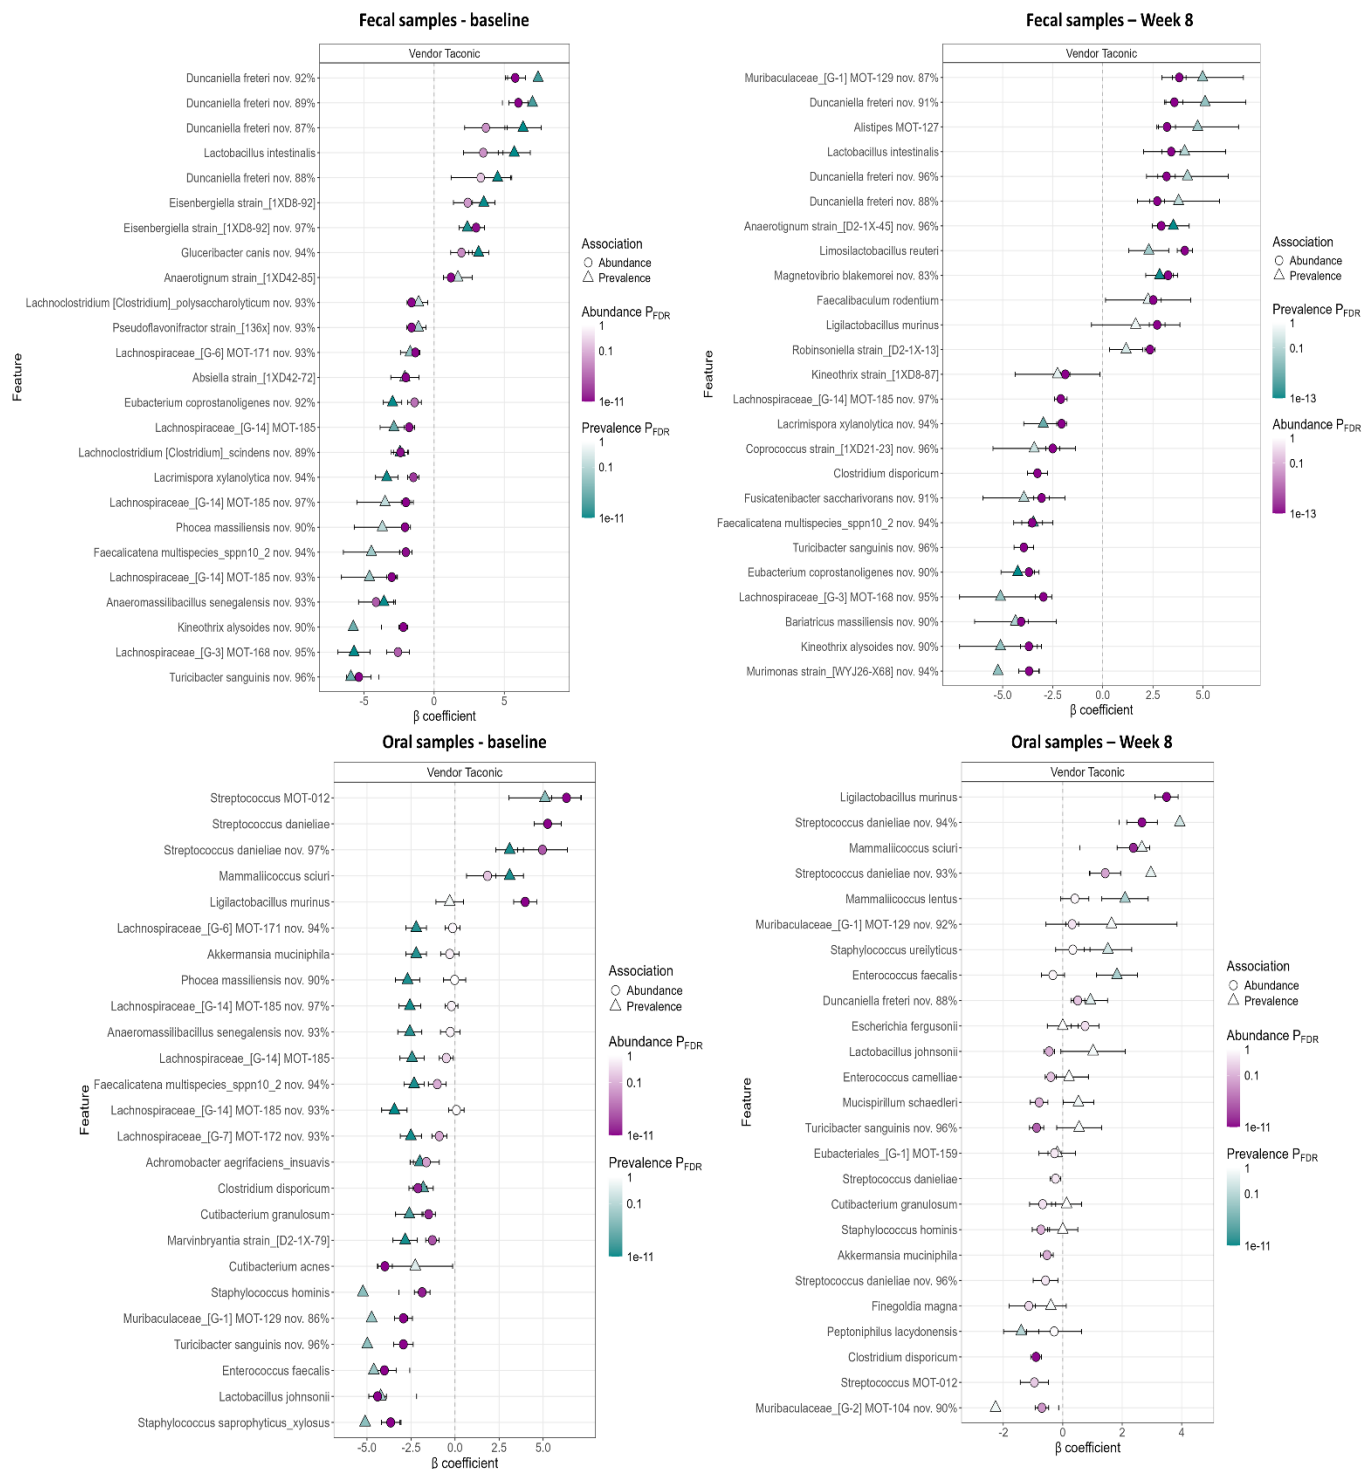 Fecal samples - baseline
Vendor Taconic
Duncaniella freteri nov. 92%
Duncaniella freteri nov. 89%
Duncaniella freteri nov. 87%
Lactobacillus intestinalis
Duncaniella freteri nov. 88%
Eisenbergiella strain_[1XD8-92]
Eisenbergiella strain_[1XD8-92] nov. 97%
Gluceribacter canis nov. 94%
Anaerotignum strain_[1XD42-85]
Lachnoclostridium [Clostridium]_polysaccharolyticum nov. 93%
Pseudoflavonifractor strain_[136x] nov. 93%
Lachnospiraceae_[G-6] MOT-171 nov. 93%
Absiella strain_[1XD42-72]
Eubacterium coprostanoligenes nov. 92%
Lachnospiraceae_[G-14] MOT-185
Lachnoclostridium [Clostridium]_scindens nov. 89%
Lacrimispora xylanolytica nov. 94%
Lachnospiraceae_[G-14] MOT-185 nov. 97%
Phocea massiliensis nov. 90%
Faecalicatena multispecies_sppn10_2 nov. 94%
Lachnospiraceae_[G-14] MOT-185 nov. 93%
Anaeromassilibacillus senegalensis nov. 93%
Kineothrix alysoides nov. 90%
Lachnospiraceae_[G-3] MOT-168 nov. 95%
Turicibacter sanguinis nov. 96%
Feature
-5 0 5
β coefficient
Association
Abundance
Prevalence
Abundance PFDR
1
0.1
1e-11
Prevalence PFDR
1
0.1
1e-11
Fecal samples – Week 8
Vendor Taconic
Muribaculaceae_[G-1] MOT-129 nov. 87%
Duncaniella freteri nov. 91%
Alistipes MOT-127
Lactobacillus intestinalis
Duncaniella freteri nov. 96%
Duncaniella freteri nov. 88%
Anaerotignum strain_[D2-1X-45] nov. 96%
Limosilactobacillus reuteri
Magnetovibrio blakemorei nov. 83%
Faecalibaculum rodentium
Ligilactobacillus murinus
Robinsoniella strain_[D2-1X-13]
Kineothrix strain_[1XD8-87]
Lachnospiraceae_[G-14] MOT-185 nov. 97%
Lacrimispora xylanolytica nov. 94%
Coprococcus strain_[1XD21-23] nov. 96%
Clostridium disporicum
Fusicatenibacter saccharivorans nov. 91%
Faecalicatena multispecies_sppn10_2 nov. 94%
Turicibacter sanguinis nov. 96%
Eubacterium coprostanoligenes nov. 90%
Lachnospiraceae_[G-3] MOT-168 nov. 95%
Bariatricus massiliensis nov. 90%
Kineothrix alysoides nov. 90%
Murimonas strain_[WYJ26-X68] nov. 94%
Feature
-5.0 -2.5 0.0 2.5 5.0
β coefficient
Association
Abundance
Prevalence
Prevalence PFDR
1
0.1
1e-13
Abundance PFDR
1
0.1
1e-13
Oral samples - baseline
Vendor Taconic
Streptococcus MOT-012
Streptococcus danieliae
Streptococcus danieliae nov. 97%
Mammaliicoccus sciuri
Ligilactobacillus murinus
Lachnospiraceae_[G-6] MOT-171 nov. 94%
Akkermansia muciniphila
Phocea massiliensis nov. 90%
Lachnospiraceae_[G-14] MOT-185 nov. 97%
Anaeromassilibacillus senegalensis nov. 93%
Lachnospiraceae_[G-14] MOT-185
Faecalicatena multispecies_sppn10_2 nov. 94%
Lachnospiraceae_[G-14] MOT-185 nov. 93%
Lachnospiraceae_[G-7] MOT-172 nov. 93%
Achromobacter aegrifaciens_insuavis
Clostridium disporicum
Cutibacterium granulosum
Marvinbryantia strain_[D2-1X-79]
Cutibacterium acnes
Staphylococcus hominis
Muribaculaceae_[G-1] MOT-129 nov. 86%
Turicibacter sanguinis nov. 96%
Enterococcus faecalis
Lactobacillus johnsonii
Staphylococcus saprophyticus_xylosus
Feature
-5.0 -2.5 0.0 2.5 5.0
β coefficient
Association
Abundance
Prevalence
Abundance PFDR
1
0.1
1e-11
Prevalence PFDR
1
0.1
1e-11
Oral samples – Week 8
Vendor Taconic
Ligilactobacillus murinus
Streptococcus danieliae nov. 94%
Mammaliicoccus sciuri
Streptococcus danieliae nov. 93%
Mammaliicoccus lentus
Muribaculaceae_[G-1] MOT-129 nov. 92%
Staphylococcus ureilyticus
Enterococcus faecalis
Duncaniella freteri nov. 88%
Escherichia fergusonii
Lactobacillus johnsonii
Enterococcus camelliae
Mucispirillum schaedleri
Turicibacter sanguinis nov. 96%
Eubacteriales_[G-1] MOT-159
Streptococcus danieliae
Cutibacterium granulosum
Staphylococcus hominis
Akkermansia muciniphila
Streptococcus danieliae nov. 96%
Finegoldia magna
Peptoniphilus lacydonensis
Clostridium disporicum
Streptococcus MOT-012
Muribaculaceae_[G-2] MOT-104 nov. 90%
Feature
-2 0 2 4
β coefficient
Association
Abundance
Prevalence
Abundance PFDR
1
0.1
1e-11
Prevalence PFDR
1
0.1
1e-11